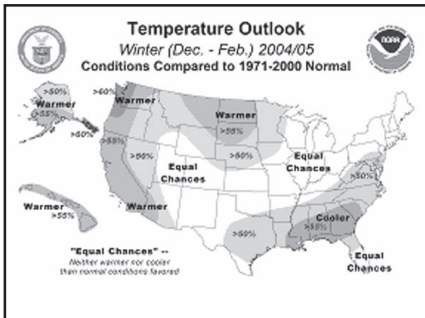 Temperature Outlook
Winter (Dec. - Feb.) 2004/05
Conditions Compared to 1971-2000 Normal
NOAA
>60%
Warmer
>55%
>60%
>60%
Warmer
>55%
>50%
Warmer
>55%
>50%
Equal
Chances
Equal
Chances
>50%
Warmer
Warmer
>55%
Cooler
>55%
>50%
Equal
Chances
"Equal Chances" --
Neither warmer nor cooler
than normal conditions favored